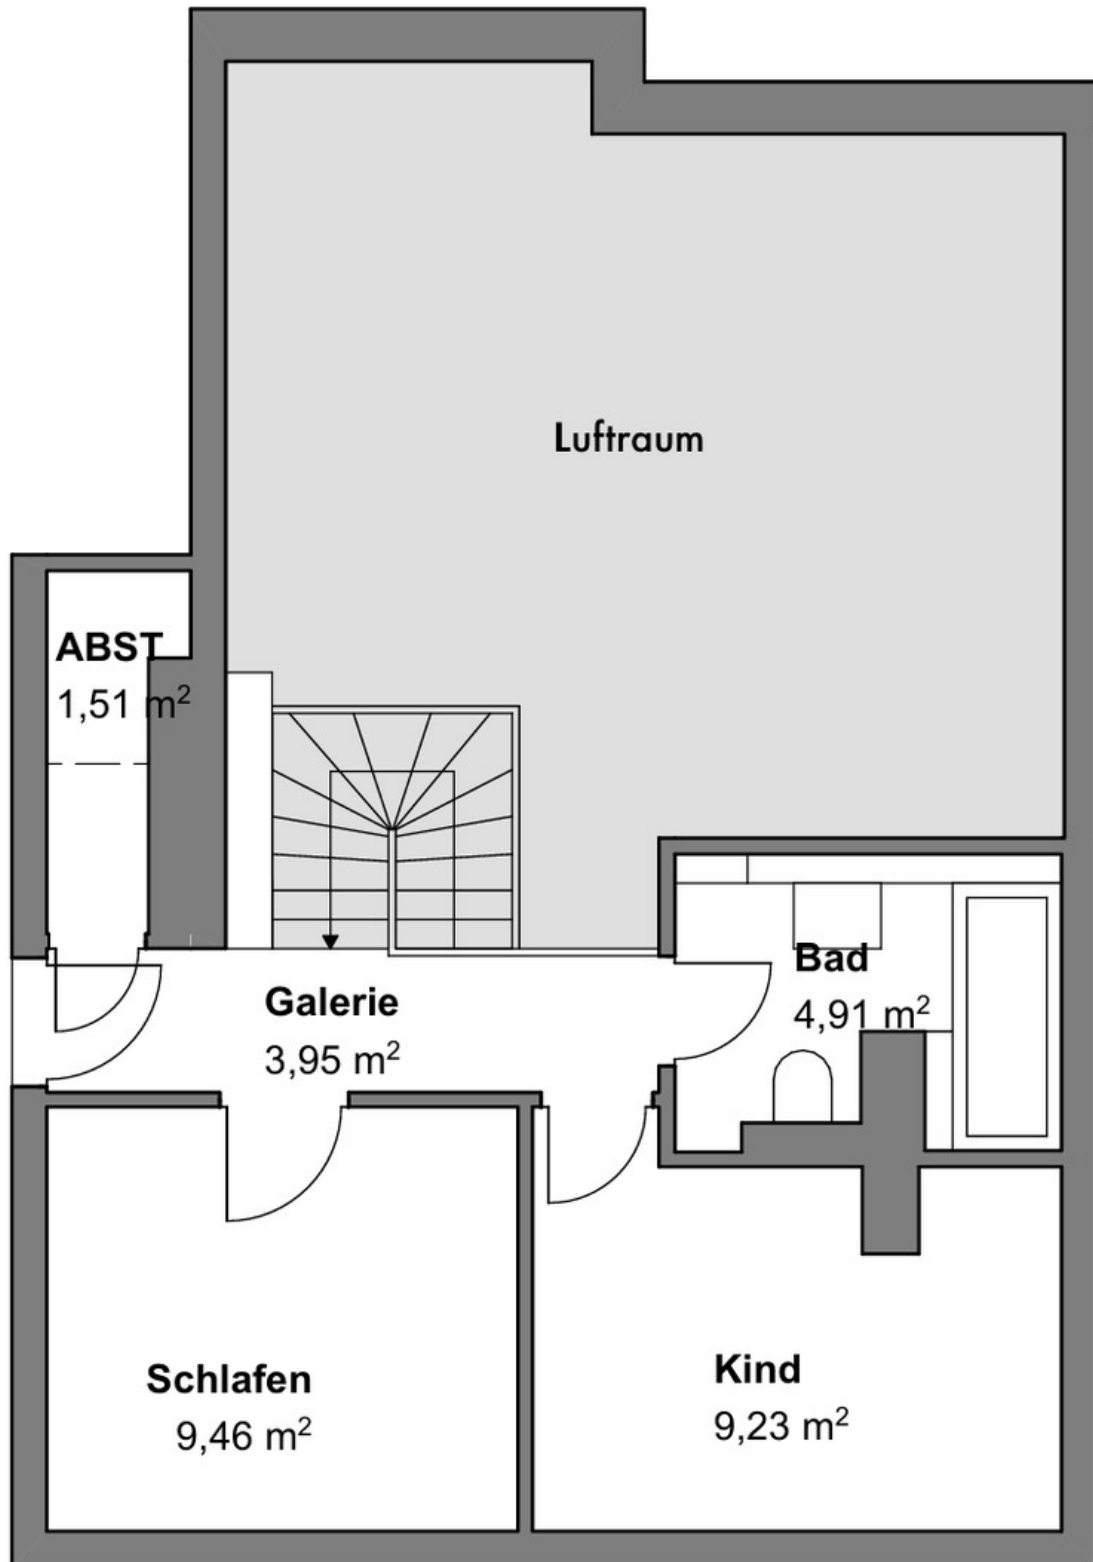 Luftraum
ABST
1,51 m²
Galerie
3,95 m²
Bad
4,91 m²
Schlafen
9,46 m²
Kind
9,23 m²